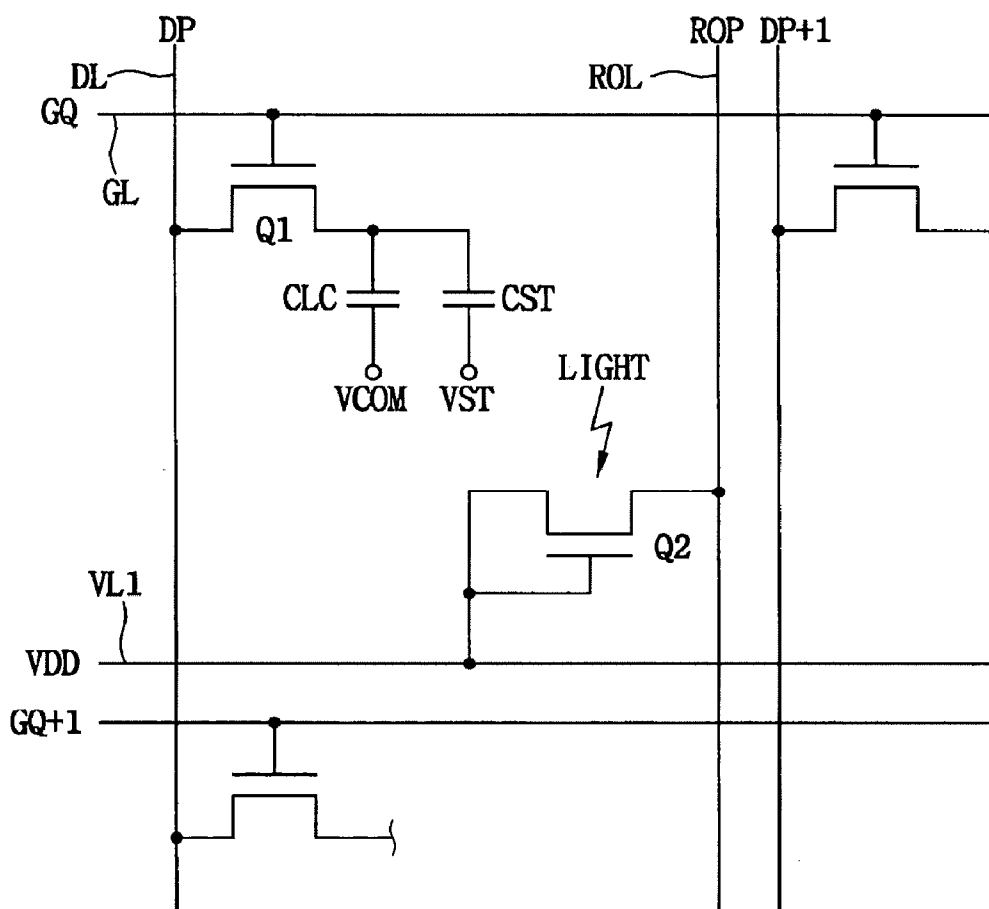 DP
ROP DP+1
DL
ROL
GQ
GL
Q1
CLC
CST
VCOM
VST
LIGHT
Q2
VL1
VDD
GQ+1